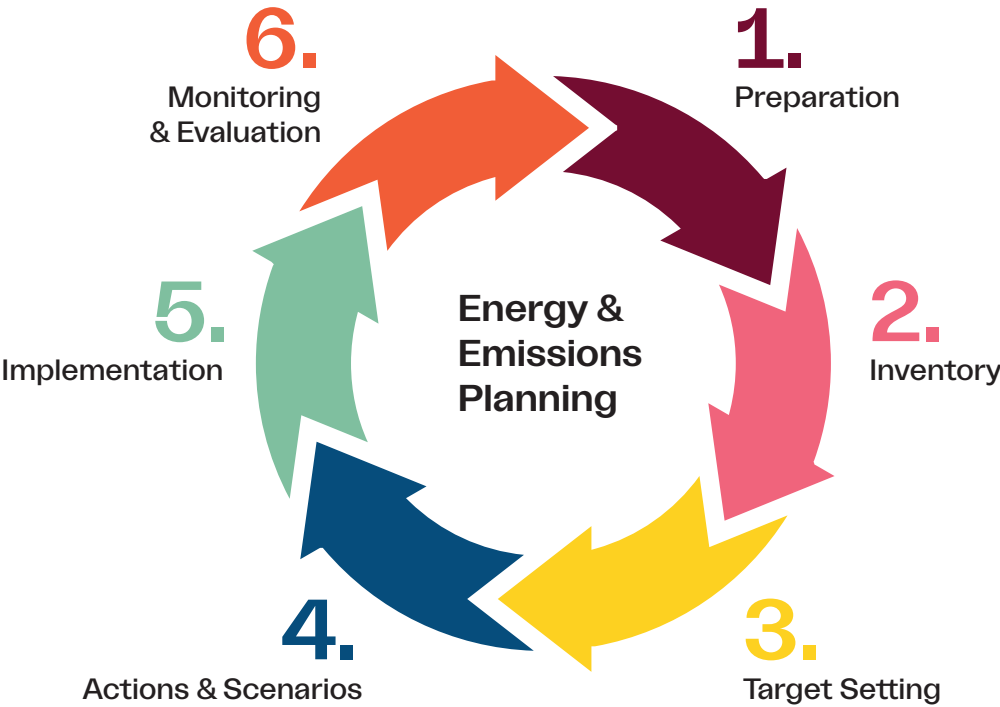 1.
Preparation
2.
Inventory
3.
Target Setting
4.
Actions & Scenarios
5.
Implementation
6.
Monitoring
& Evaluation
Energy &
Emissions
Planning